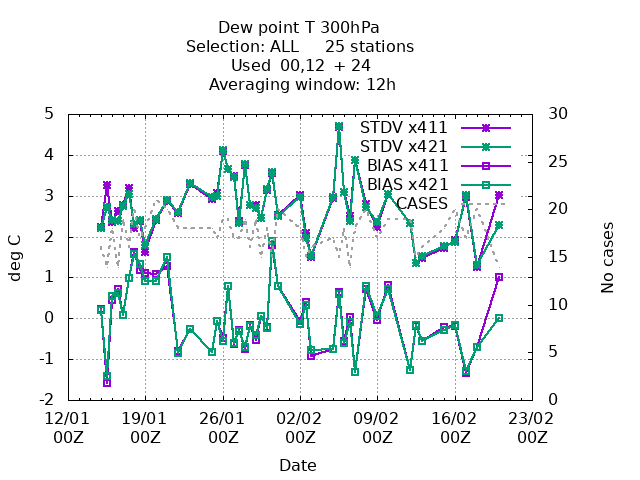 Dew point T 300hPa
Selection: ALL 25 stations
Used 00,12 + 24
Averaging window: 12h
STDV x411
STDV x421
BIAS x411
BIAS x421
CASES
5
4
3
2
1
0
-1
-2
deg C
30
25
20
15
10
5
0
No cases
12/01 19/01 26/01 02/02 09/02 16/02 23/02
00Z 00Z 00Z 00Z 00Z 00Z 00Z
Date